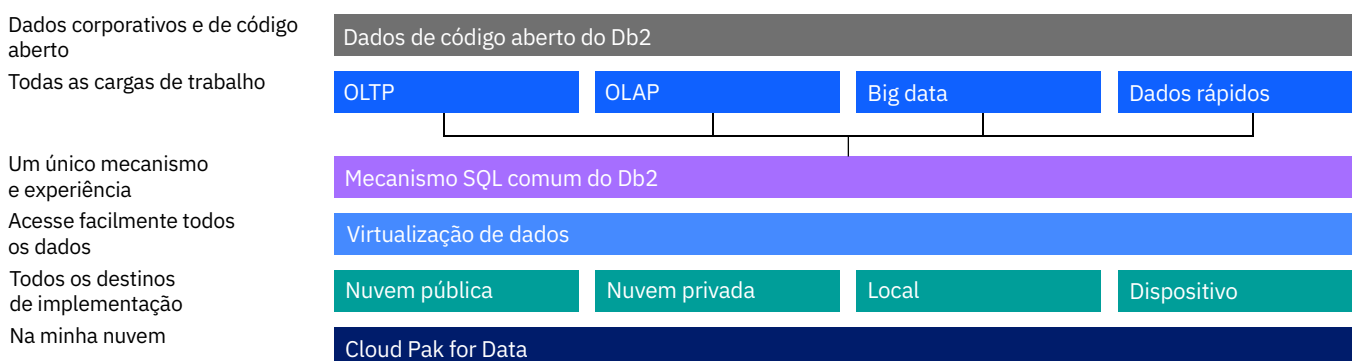 Dados corporativos e de código
aberto
Dados de código aberto do Db2
Todas as cargas de trabalho
OLTP
OLAP
Big data
Dados rápidos
Um único mecanismo
e experiência
Mecanismo SQL comum do Db2
Acesse facilmente todos
os dados
Virtualização de dados
Todos os destinos
de implementação
Nuvem pública
Nuvem privada
Local
Dispositivo
Na minha nuvem
Cloud Pak for Data